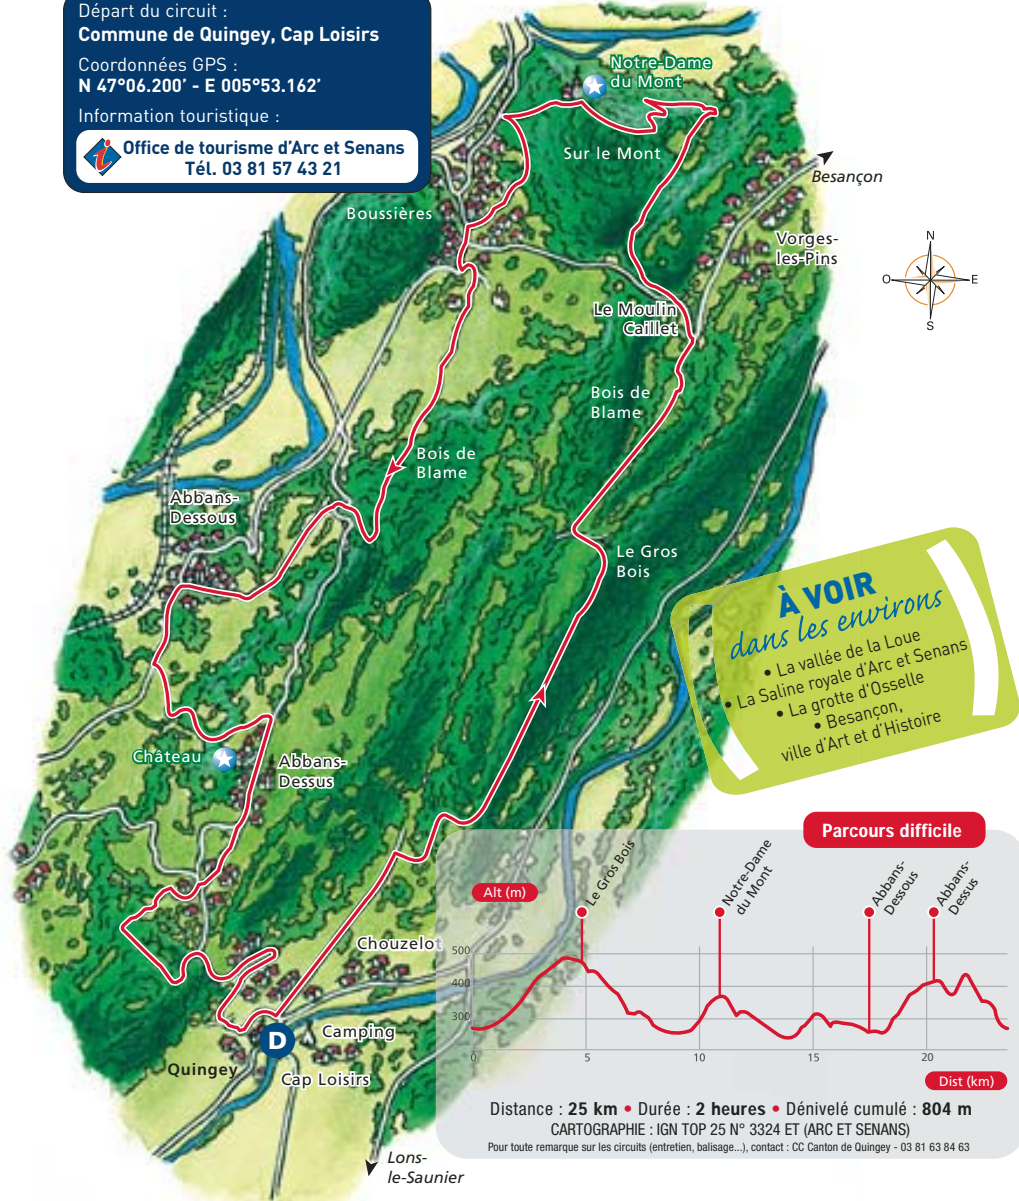 Départ du circuit :
Commune de Quingey, Cap Loisirs
Coordonnées GPS :
N 47°06.200’ - E 005°53.162’
Information touristique :
i Office de tourisme d’Arc et Senans
Tél. 03 81 57 43 21
Notre-Dame
du Mont
Sur le Mont
Besançon
Boussières
Vorges-
les-Pins
N
O
E
S
Le Moulin
Caillet
Bois de
Blame
Bois de
Blame
Abbans-
Dessous
Le Gros
Bois
À VOIR
dans les environs
• La vallée de la Loue
• La Saline royale d’Arc et Senans
• La grotte d’Osselle
• Besançon,
ville d’Art et d’Histoire
Château
Abbans-
Dessus
Chouzelot
D
Camping
Quingey
Cap Loisirs
Lons-
le-Saunier
Parcours difficile
Alt (m)
Le Gros Bois
Notre-Dame
du Mont
Abbans-
Dessous
Abbans-
Dessus
500
400
300
0
5
10
15
20
Dist (km)
Distance : 25 km • Durée : 2 heures • Dénivelé cumulé : 804 m
CARTOGRAPHIE : IGN TOP 25 N° 3324 ET (ARC ET SENANS)
Pour toute remarque sur les circuits (entretien, balisage...), contact : CC Canton de Quingey - 03 81 63 84 63